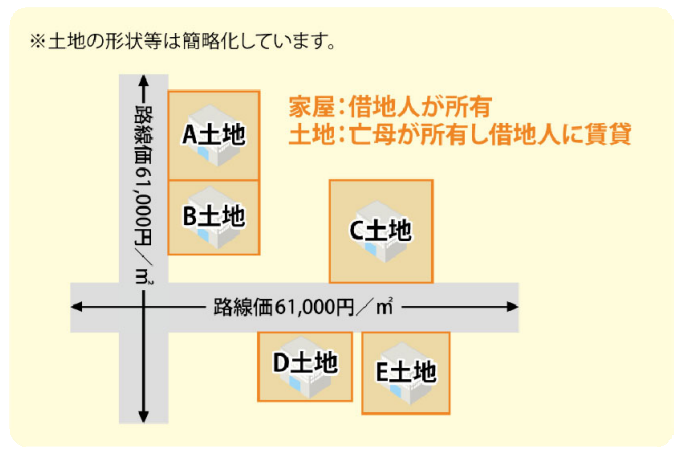 ※土地の形状等は簡略化しています。
家屋：借地人が所有
土地：亡母が所有し借地人に賃貸
路線価61,000円／㎡
A土地
B土地
C土地
路線価61,000円／㎡
D土地
E土地